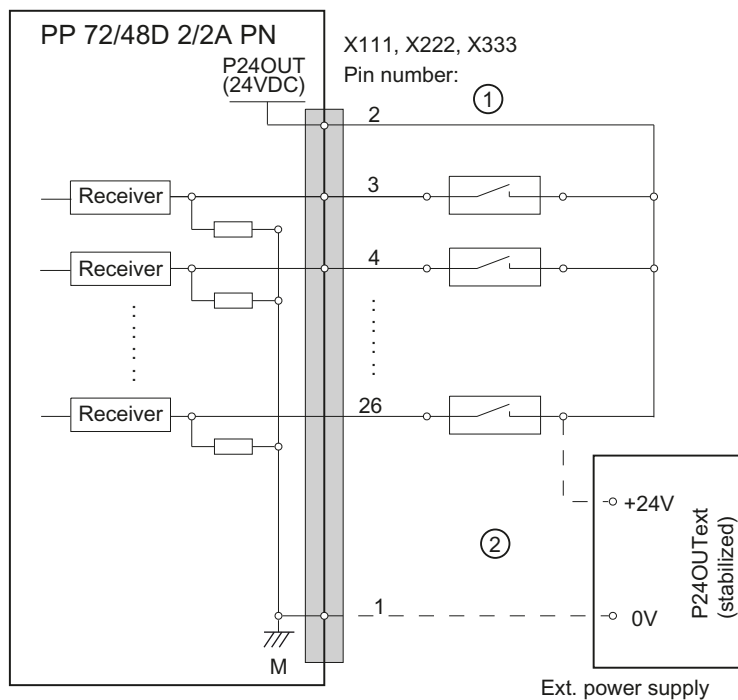 PP 72/48D 2/2A PN
P24OUT
(24VDC)
X111, X222, X333
Pin number:
1
2
Receiver
3
Receiver
4
Receiver
26
2
+24V
0V
P24OUText
(stabilized)
1
M
Ext. power supply